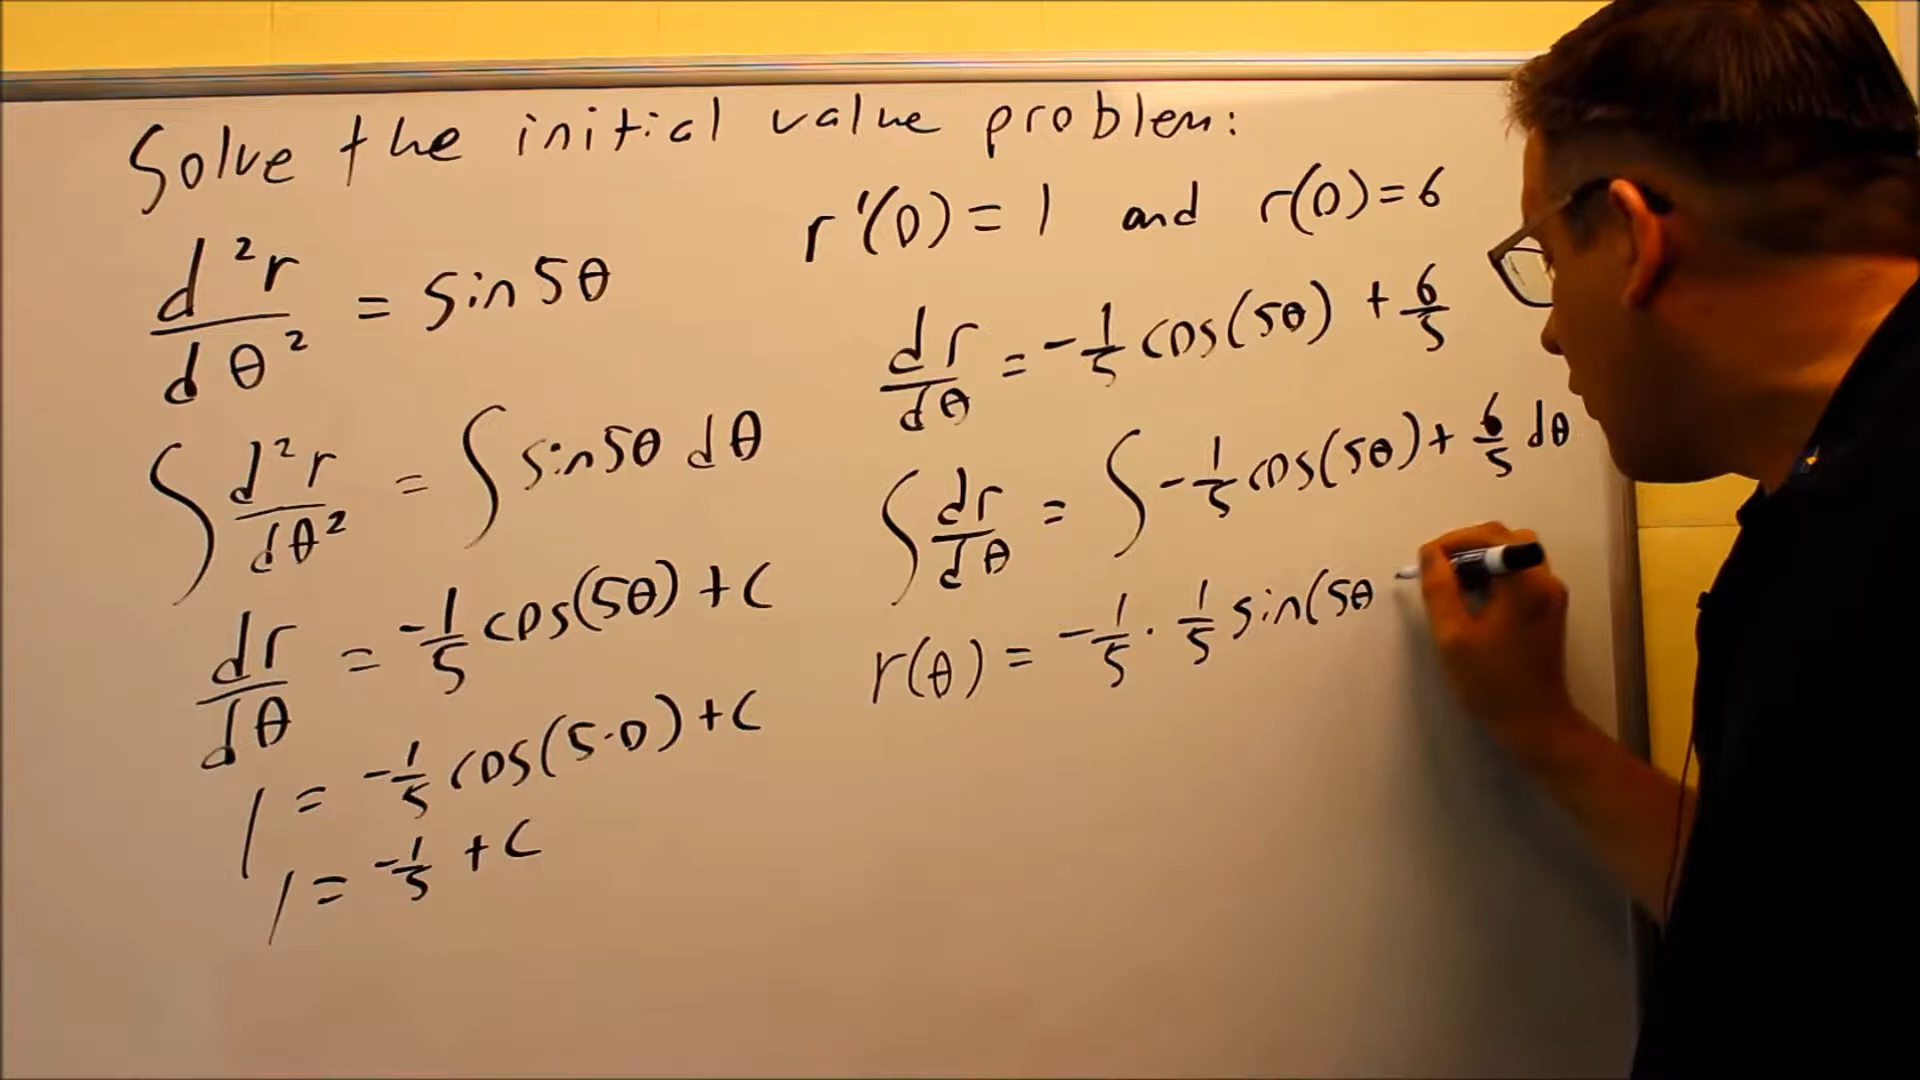 Solve the initial value problem:
r'(0) = 1 and r(0) = 6
d²r/dθ² = sin 5θ
∫ d²r/dθ² = ∫ sin 5θ dθ
dr/dθ = -1/5 cos(5θ) + C
1 = -1/5 cos(5·0) + C
1 = -1/5 + C
dr/dθ = -1/5 cos(5θ) + 6/5
∫ dr/dθ = ∫ -1/5 cos(5θ) + 6/5 dθ
r(θ) = -1/5 · 1/5 sin(5θ